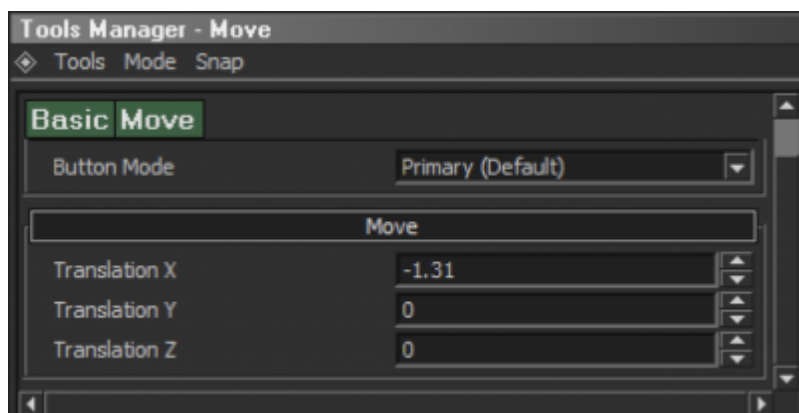 Tools Manager - Move
Tools Mode Snap
Basic Move
Button Mode Primary (Default)
Move
Translation X -1.31
Translation Y 0
Translation Z 0